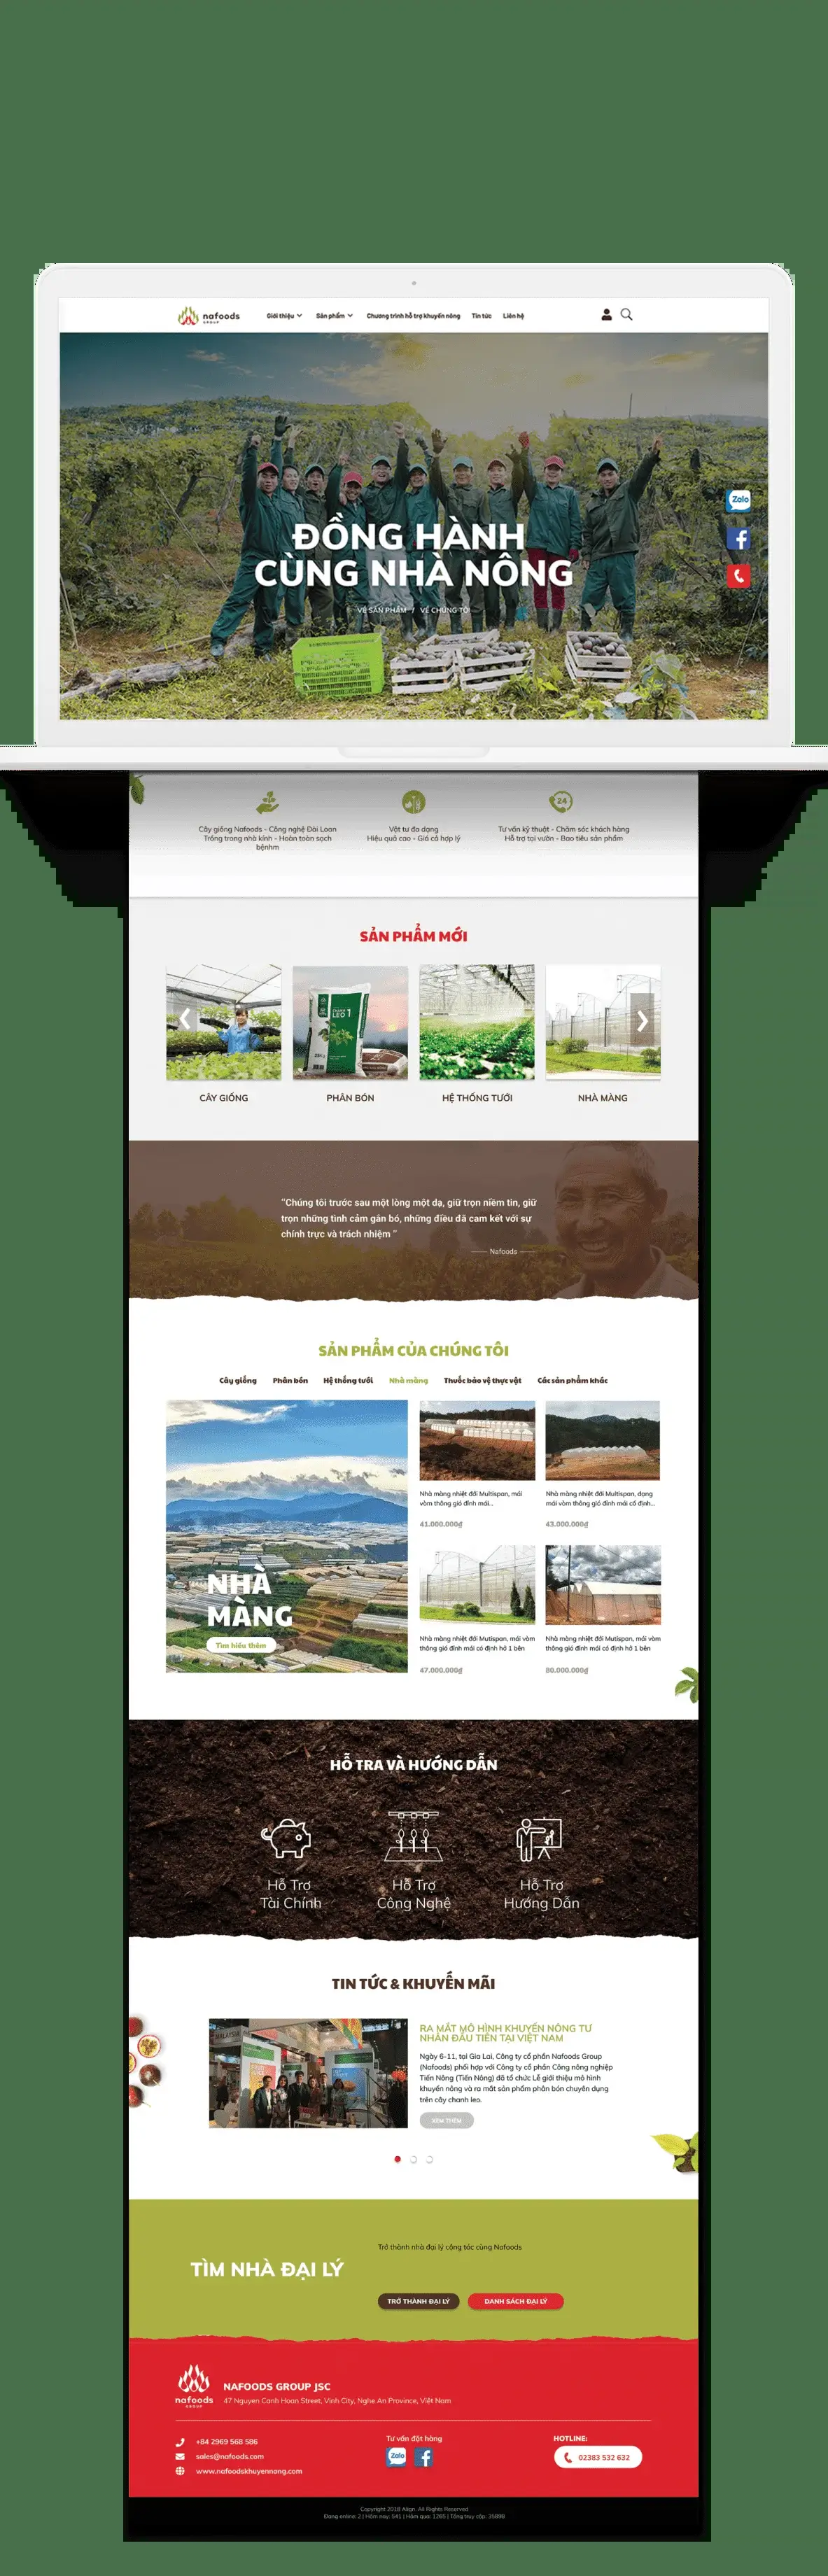 nafoods
GROUP
Giới thiệu
Sản phẩm
Chương trình hỗ trợ khuyến nông
Tin tức
Liên hệ
ĐỒNG HÀNH
CÙNG NHÀ NÔNG
VỀ SẢN PHẨM / VỀ CHÚNG TÔI
Zalo
Cây giống Nafoods - Công nghệ Đài Loan
Trồng trong nhà kính - Hoàn toàn sạch
bệnhm
Vật tư đa dạng
Hiệu quả cao - Giá cả hợp lý
24
Tư vấn kỹ thuật - Chăm sóc khách hàng
Hỗ trợ tại vườn - Bao tiêu sản phẩm
SẢN PHẨM MỚI
LEO 1
CÂY GIỐNG
PHÂN BÓN
HỆ THỐNG TƯỚI
NHÀ MÀNG
"Chúng tôi trước sau một lòng một dạ, giữ trọn niềm tin, giữ
trọn những tình cảm gắn bó, những điều đã cam kết với sự
chính trực và trách nhiệm "
Nafoods
SẢN PHẨM CỦA CHÚNG TÔI
Cây giống
Phân bón
Hệ thống tưới
Nhà màng
Thuốc bảo vệ thực vật
Các sản phẩm khác
NHÀ
MÀNG
Tìm hiểu thêm
Nhà màng nhiệt đới Multispan, mái
vòm thông gió đỉnh mái...
41.000.000₫
Nhà màng nhiệt đới Multispan, dạng
mái vòm thông gió đỉnh mái cố định...
43.000.000₫
Nhà màng nhiệt đới Mutispan, mái vòm
thông gió đỉnh mái cố định hở 1 bên
47.000.000₫
Nhà màng nhiệt đới Mutispan, mái vòm
thông gió đỉnh mái có định hở 1 bên
80.000.000₫
HỖ TRA VÀ HƯỚNG DẪN
Hỗ Trợ
Tài Chính
Hỗ Trợ
Công Nghệ
Hỗ Trợ
Hướng Dẫn
TIN TỨC & KHUYẾN MÃI
MALAYSIA
RA MẮT MÔ HÌNH KHUYẾN NÔNG TƯ
NHÂN ĐẦU TIÊN TẠI VIỆT NAM
Ngày 6-11, tại Gia Lai, Công ty cổ phần Nafoods Group
(Nafoods) phối hợp với Công ty cổ phần Công nông nghiệp
Tiến Nông (Tiến Nông) đã tổ chức Lễ giới thiệu mô hình
khuyến nông và ra mắt sản phẩm phân bón chuyên dụng
trên cây chanh leo.
XEM THÊM
TÌM NHÀ ĐẠI LÝ
Trở thành nhà đại lý cộng tác cùng Nafoods
TRỞ THÀNH ĐẠI LÝ
DANH SÁCH ĐẠI LÝ
nafoods
GROUP
NAFOODS GROUP JSC
47 Nguyen Canh Hoan Street, Vinh City, Nghe An Province, Việt Nam
+84 2969 568 586
sales@nafoods.com
www.nafoodskhuyennong.com
Tư vấn đặt hàng
Zalo
HOTLINE:
02383 532 632
Copyright 2018 Align. All Rights Reserved
Đang online: 2 | Hôm nay: 541 | Hôm qua: 1265 | Tổng truy cập: 35898